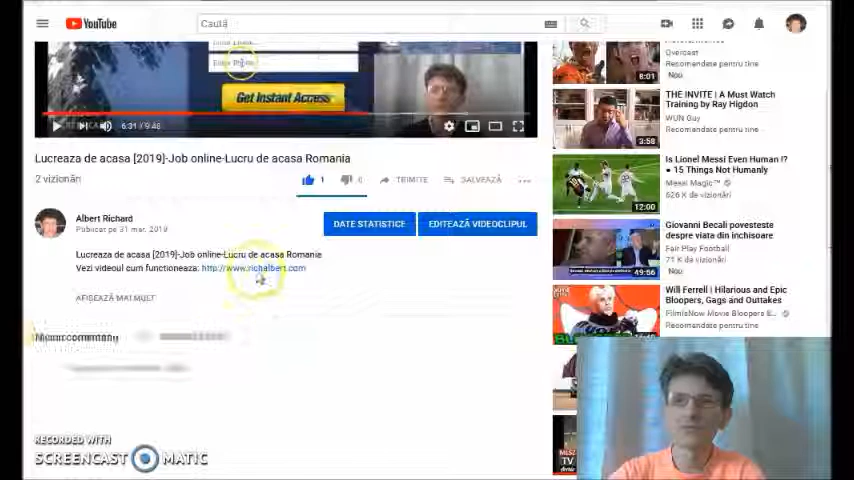 YouTube
Caută
Get Instant Access
6:31 / 9:48
Lucreaza de acasa [2019]-Job online-Lucru de acasa Romania
2 vizionări
1
0
TRIMITE
SALVEAZĂ
Albert Richard
Publicat pe 31 mar. 2019
DATE STATISTICE
EDITEAZĂ VIDEOCLIPUL
Lucreaza de acasa [2019]-Job online-Lucru de acasa Romania
Vezi videoul cum functioneaza: http://www.richalbert.com
AFIȘEAZĂ MAI MULT
RECORDED WITH
SCREENCAST MATIC
Overcast
Recomandate pentru tine
Nou
8:01
THE INVITE | A Must Watch
Training by Ray Higdon
WUN Guy
Recomandate pentru tine
3:58
Is Lionel Messi Even Human !?
● 15 Things Not Humanly
Messi Magic™
626 K de vizionări
12:00
Giovanni Becali povesteste
despre viata din inchisoare
Fair Play Football
71 K de vizionări
Nou
49:56
Will Ferrell | Hilarious and Epic
Bloopers, Gags and Outtakes
FilmIsNow Movie Bloopers E...
Recomandate pentru tine
TV